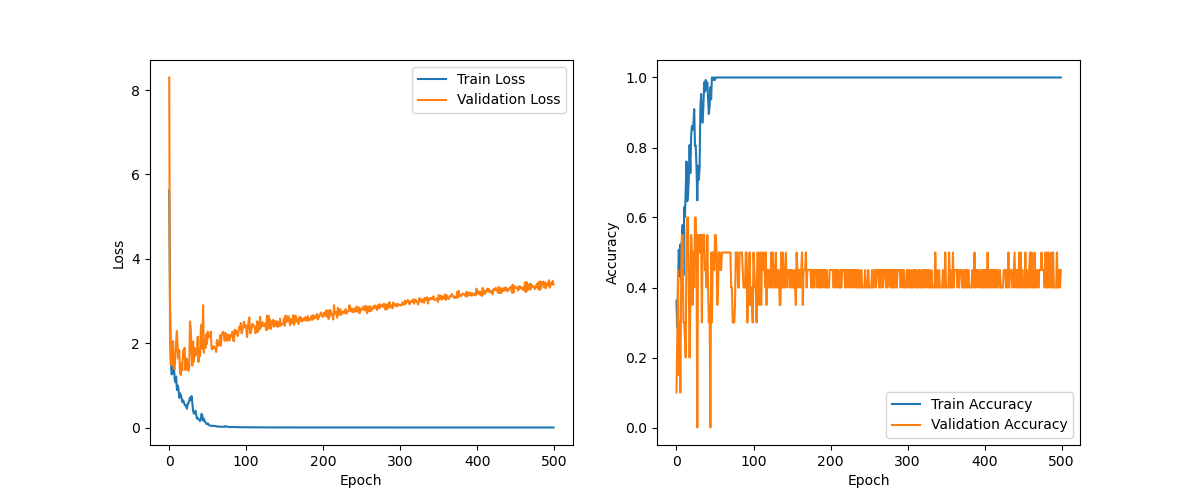 Train Loss
Validation Loss
8
6
4
2
0
Loss
0 100 200 300 400 500
Epoch
1.0
0.8
0.6
0.4
0.2
0.0
Accuracy
Train Accuracy
Validation Accuracy
0 100 200 300 400 500
Epoch